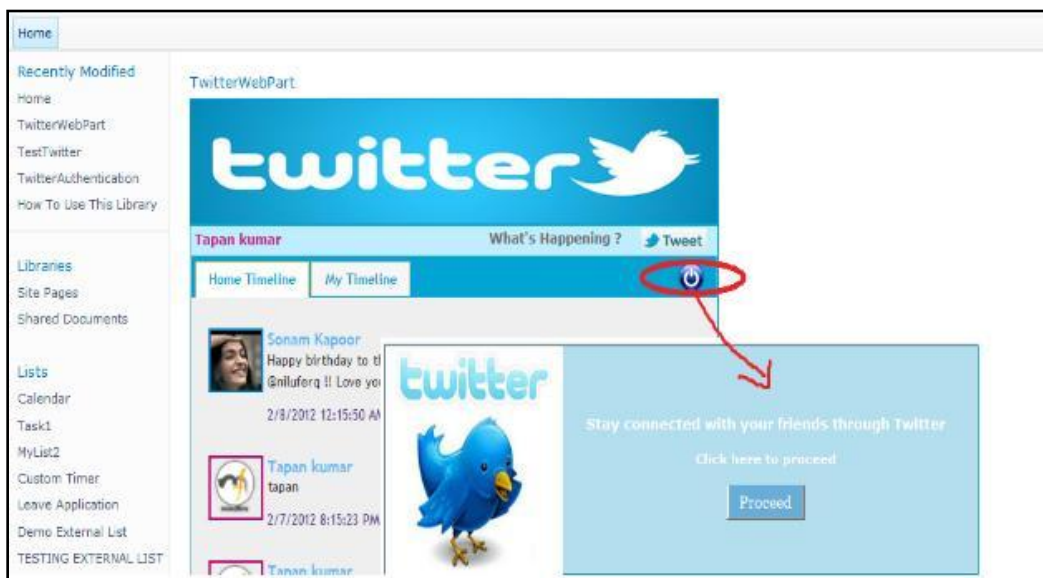 Home
Recently Modified
Home
TwitterWebPart
TestTwitter
TwitterAuthentication
How To Use This Library
Libraries
Site Pages
Shared Documents
Lists
Calendar
Task1
MyList2
Custom Timer
Leave Application
Demo External List
TESTING EXTERNAL LIST
TwitterWebPart
twitter
Tapan kumar What's Happening ? Tweet
Home Timeline My Timeline
Sonam Kapoor
Happy birthday to
@niluferq !! Love
2/8/2012 12:15:50
Tapan kumar
tapan
2/7/2012 8:15:23 PM
Tapan kumar
twitter
Stay connected with your friends through Twitter
Click here to proceed
Proceed